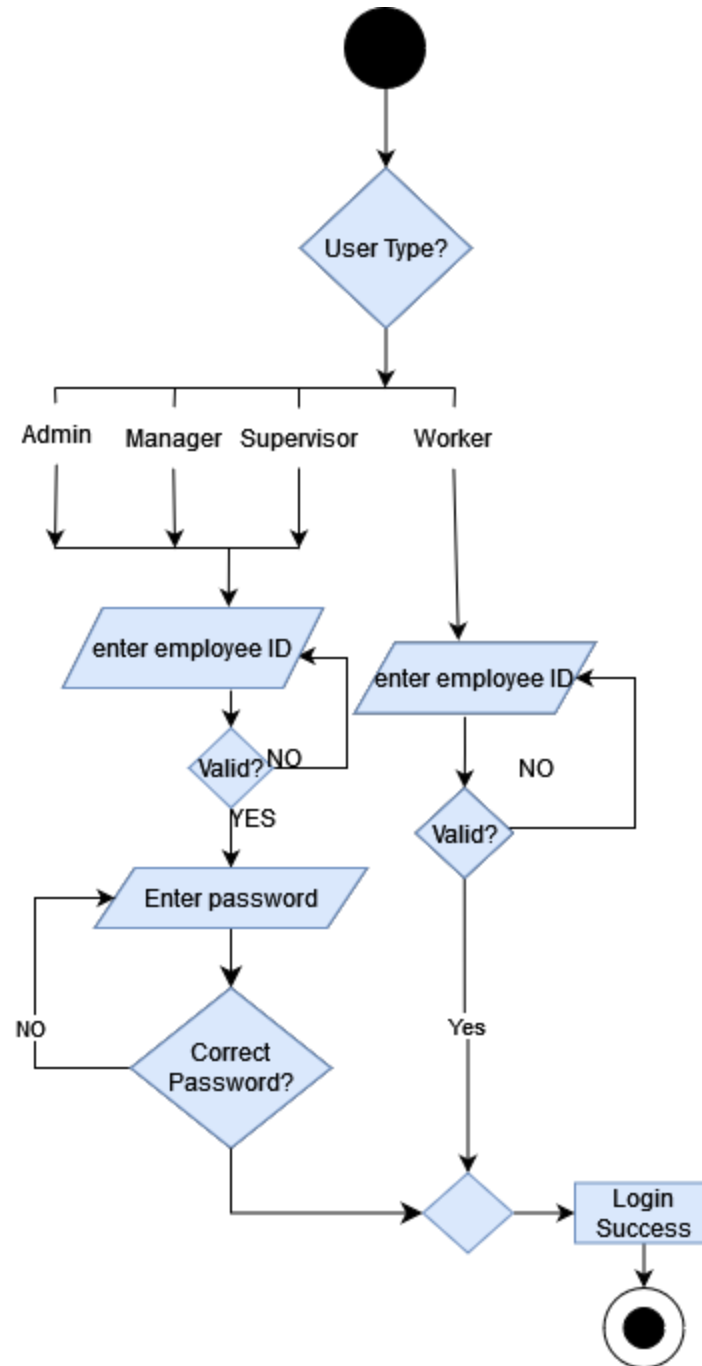 User Type?
Admin
Manager
Supervisor
Worker
enter employee ID
enter employee ID
Valid?
NO
NO
YES
Valid?
Enter password
NO
Yes
Correct
Password?
Login
Success